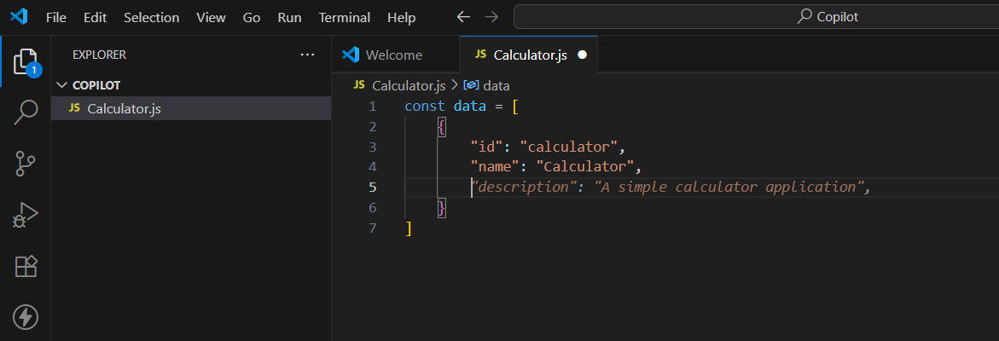 File Edit Selection View Go Run Terminal Help Copilot
EXPLORER ... Welcome JS Calculator.js
1
COPILOT JS Calculator.js > data
JS Calculator.js
1 const data = [
2 {
3 "id": "calculator",
4 "name": "Calculator",
5 "description": "A simple calculator application",
6 }
7 ]